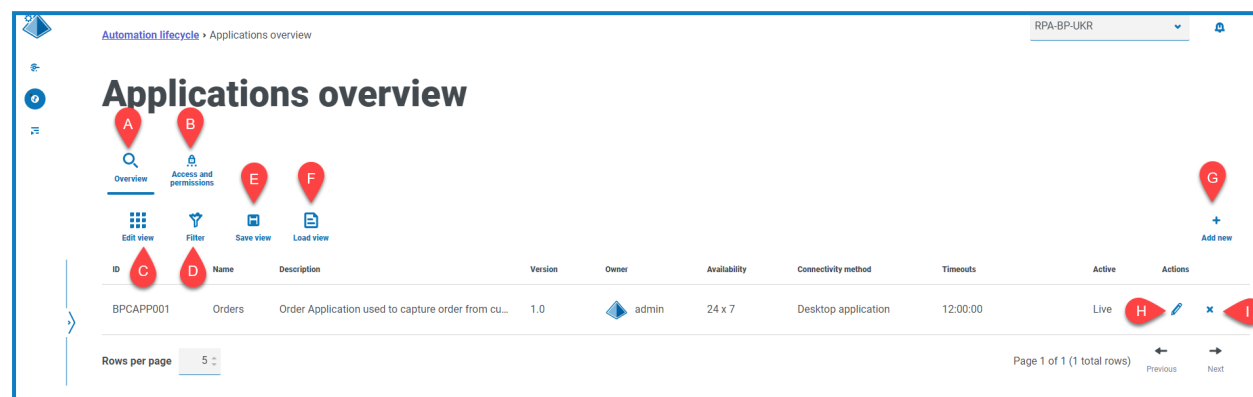 RPA-BP-UKR
Automation lifecycle › Applications overview
Applications overview
A
B
Overview
Access and permissions
E
F
G
Edit view
Filter
Save view
Load view
Add new
C
D
ID
Name
Description
Version
Owner
Availability
Connectivity method
Timeouts
Active
Actions
BPCAPP001 Orders Order Application used to capture order from cu... 1.0 admin 24 x 7 Desktop application 12:00:00 Live
H
I
Rows per page 5
Page 1 of 1 (1 total rows)
Previous
Next